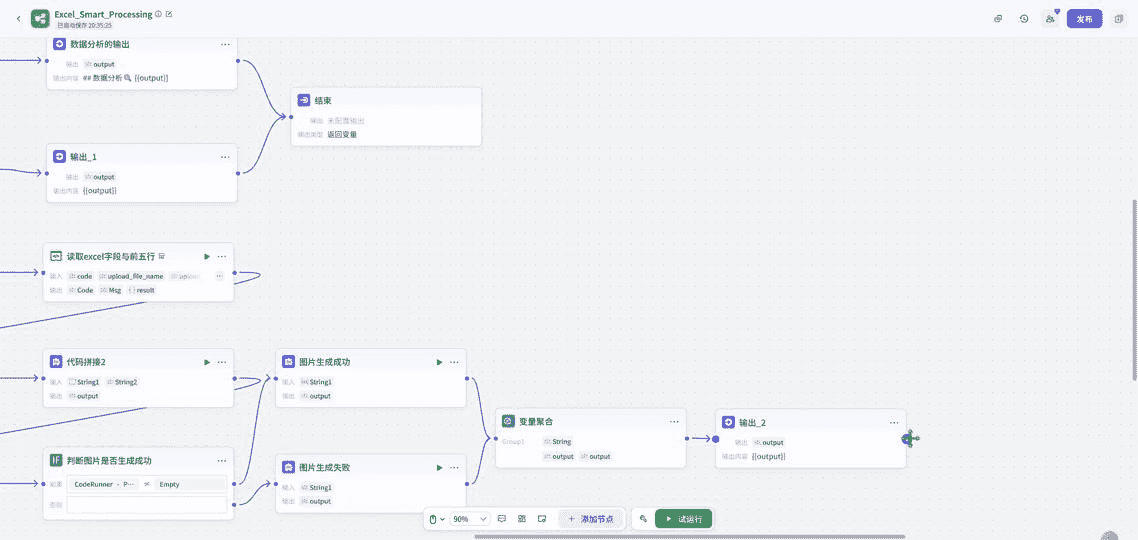 Excel_Smart_Processing
已自动保存 20:35:25
发布
数据分析的输出
输出 output
输出内容 ## 数据分析🔍 {{output}}
结束
输出 未配置输出
输出类型 返回变量
输出_1
输出 output
输出内容 {{output}}
读取excel字段与前五行
输入 code upload_file_name
输出 Code Msg result
代码拼接2
输入 String1 String2
输出 output
图片生成成功
输入 String1
输出 output
变量聚合
Group1 String
output output
输出_2
输出 output
输出内容 {{output}}
判断图片是否生成成功
如果 CodeRunner - P··· ≠ Empty
否则
图片生成失败
输入 String1
输出 output
90%
添加节点
试运行